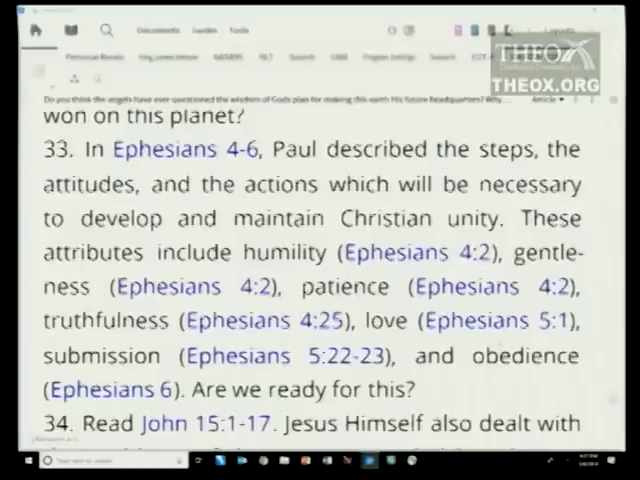 Documents Guides Tools
THEOX
THEOX.ORG
Do you think the angels have ever questioned the wisdom of Gods plan for making this earth His future Headquarters? Why... Article
won on this planet?
33. In Ephesians 4-6, Paul described the steps, the
attitudes, and the actions which will be necessary
to develop and maintain Christian unity. These
attributes include humility (Ephesians 4:2), gentle-
ness (Ephesians 4:2), patience (Ephesians 4:2),
truthfulness (Ephesians 4:25), love (Ephesians 5:1),
submission (Ephesians 5:22-23), and obedience
(Ephesians 6). Are we ready for this?
34. Read John 15:1-17. Jesus Himself also dealt with